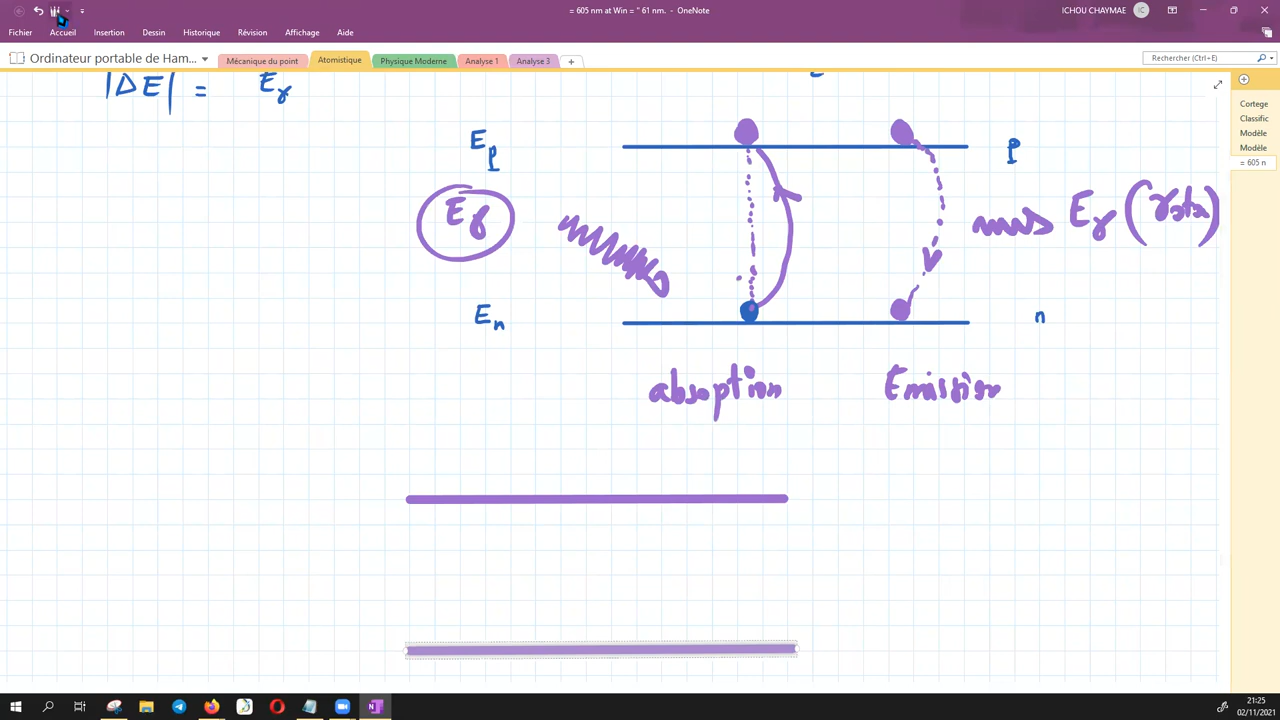 = 605 nm at Win = " 61 nm. - OneNote
ICHOU CHAYMAE
IC
Fichier Accueil Insertion Dessin Historique Révision Affichage Aide
Ordinateur portable de Ham...
Mécanique du point
Atomistique
Physique Moderne
Analyse 1
Analyse 3
Rechercher (Ctrl+E)
|ΔE| = Eγ
Ep
p
Eγ
Eγ
En
n
absoption
Emission
Cortege
Classific
Modèle
Modèle
= 605 n
21:25
02/11/2021